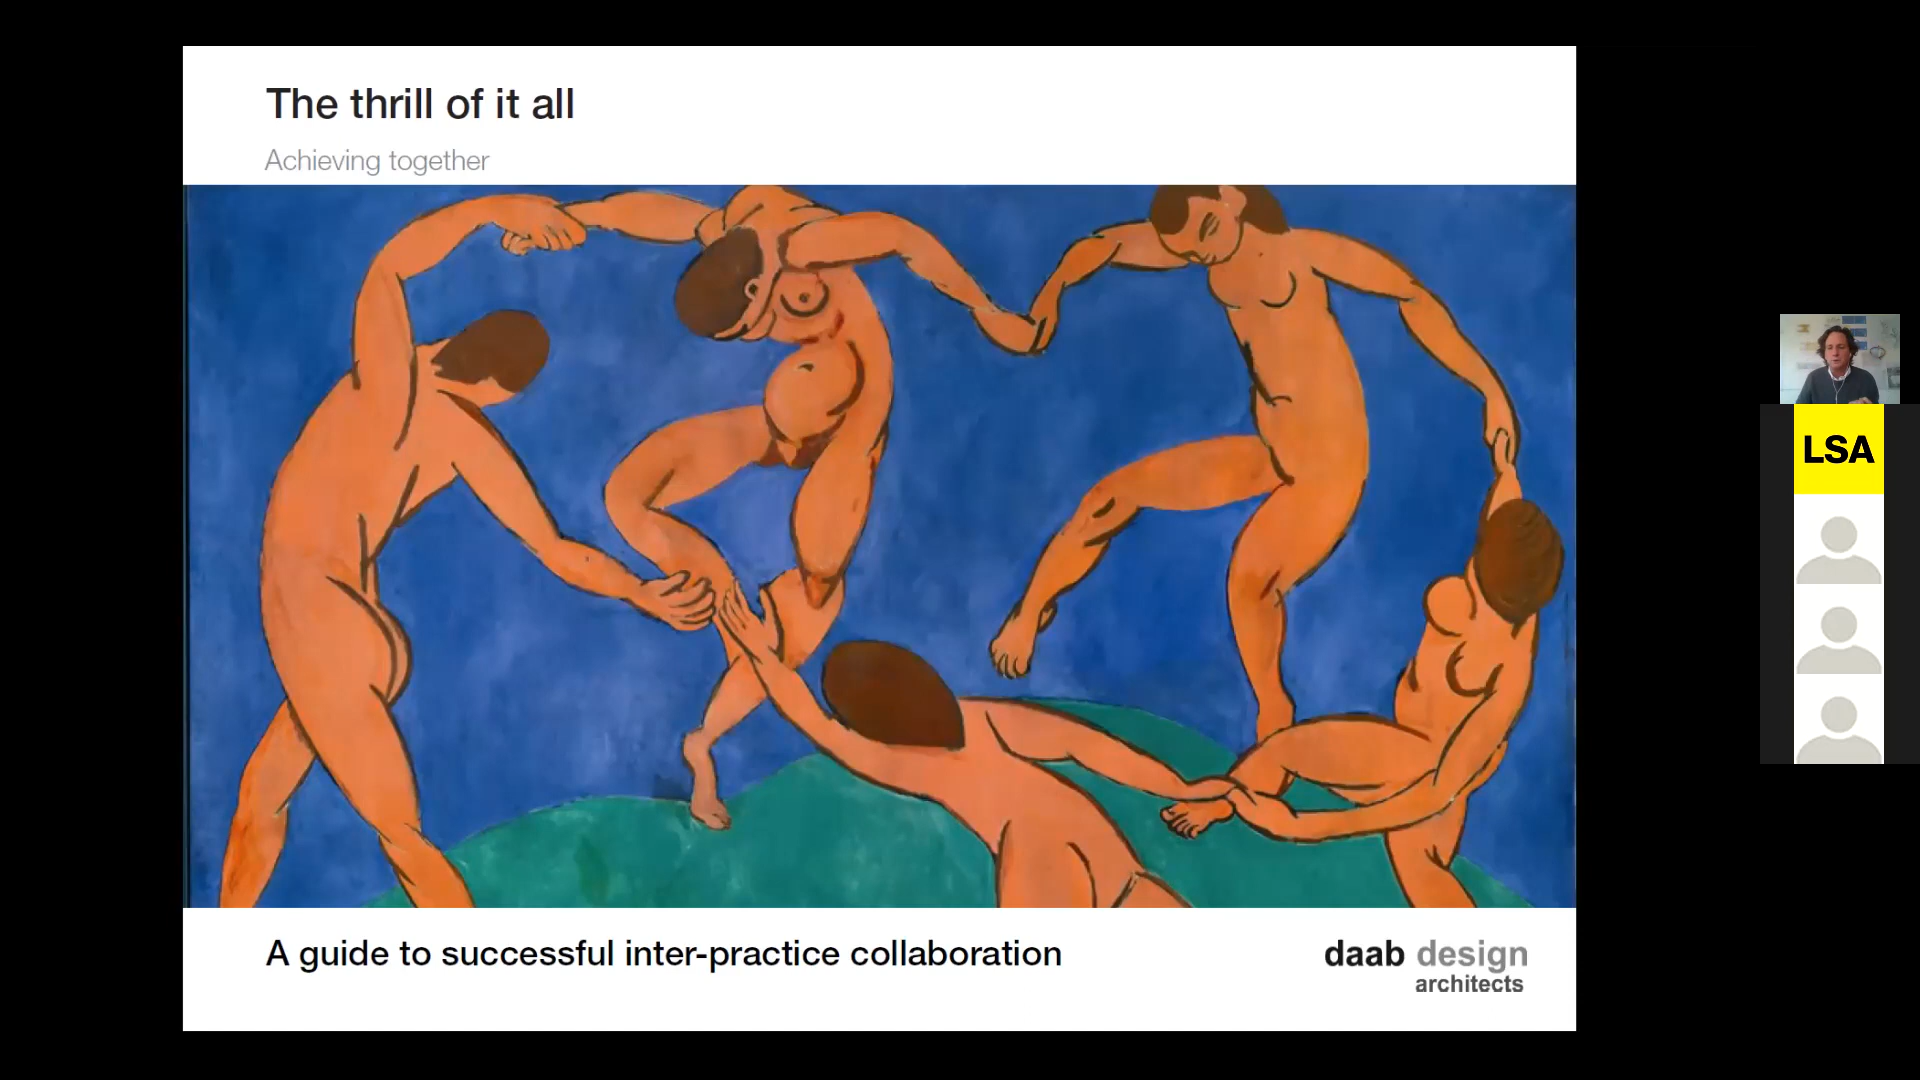 The thrill of it all
Achieving together
LSA
A guide to successful inter-practice collaboration
daab design
architects